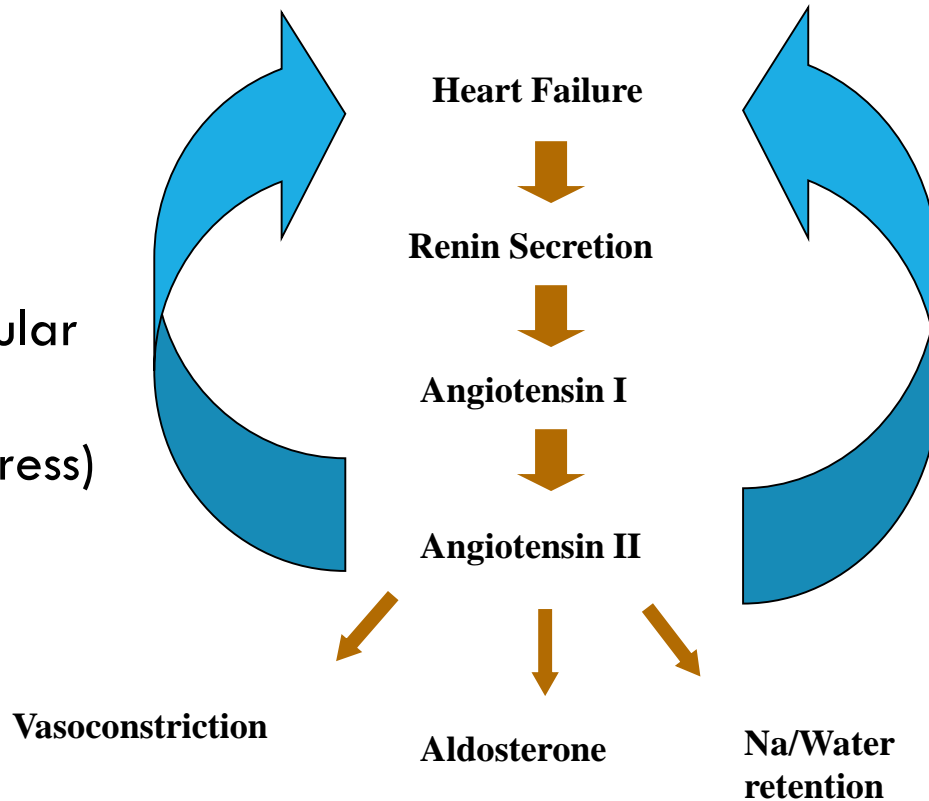 Heart Failure
Renin Secretion
ular
Angiotensin I
ress)
Angiotensin II
Vasoconstriction
Aldosterone
Na/Water
retention